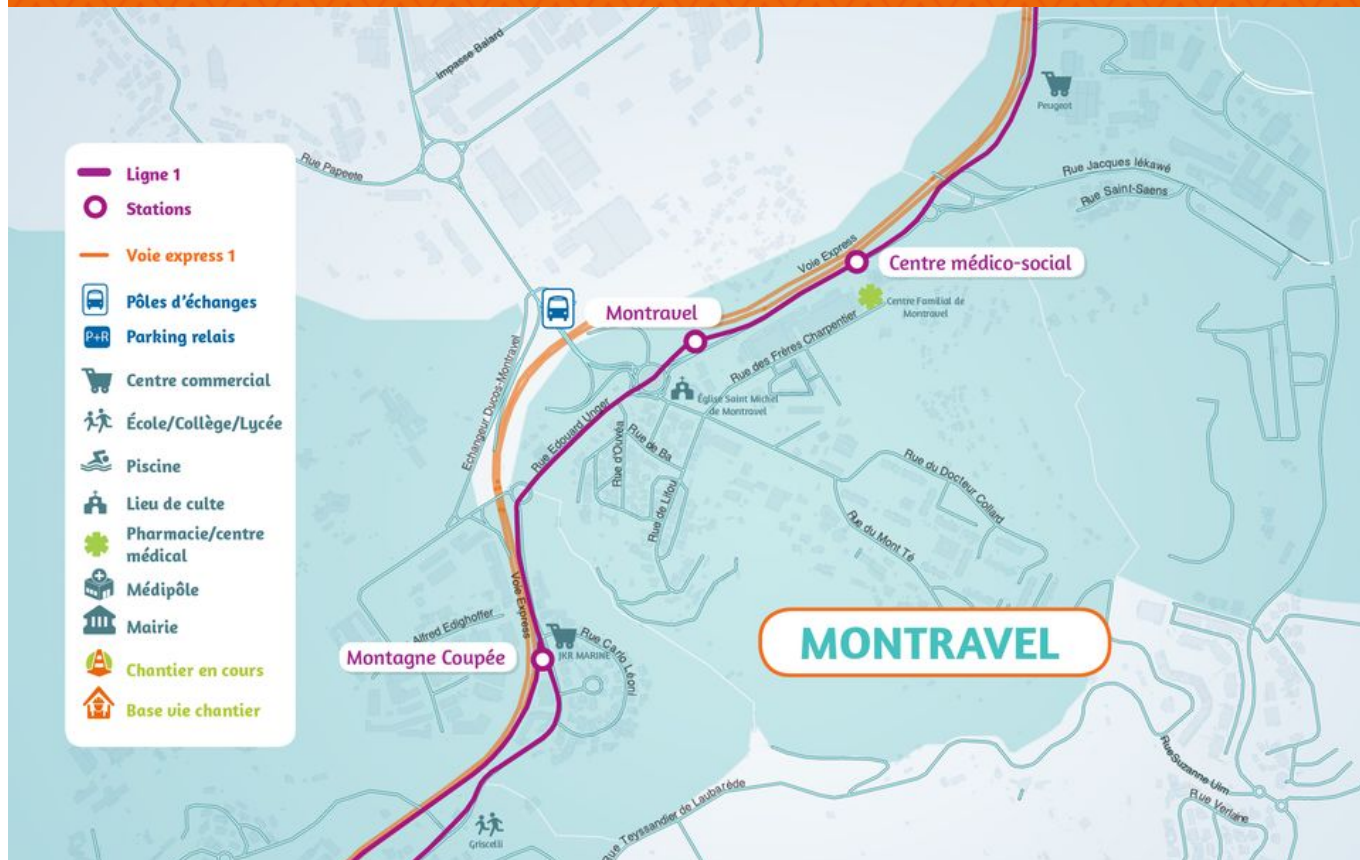 Impasse Balard
Rue Papeete
Peugeot
Rue Jacques Iékawé
Rue Saint-Saens
Ligne 1
Stations
Voie express 1
Pôles d'échanges
P+R Parking relais
Centre commercial
École/Collège/Lycée
Piscine
Lieu de culte
Pharmacie/centre
médical
Médipôle
Mairie
Chantier en cours
Base vie chantier
Voie Express
Centre médico-social
Centre Familial de
Montravel
Montravel
Rue des Frères Charpentier
Église Saint Michel
de Montravel
Echangeur Ducos-Montravel
Rue Edouard Unger
Rue d'Ouvéa
Rue de Ba
Rue de Lifou
Rue du Docteur Collard
Rue du Mont Té
Voie Express
Alfred Edighoffer
JKR MARINE
Rue Carlo Léoni
Montagne Coupée
MONTRAVEL
Griscelli
Rue Teyssandier de Laubarède
Rue Suzanne Ulm
Rue Verlaine